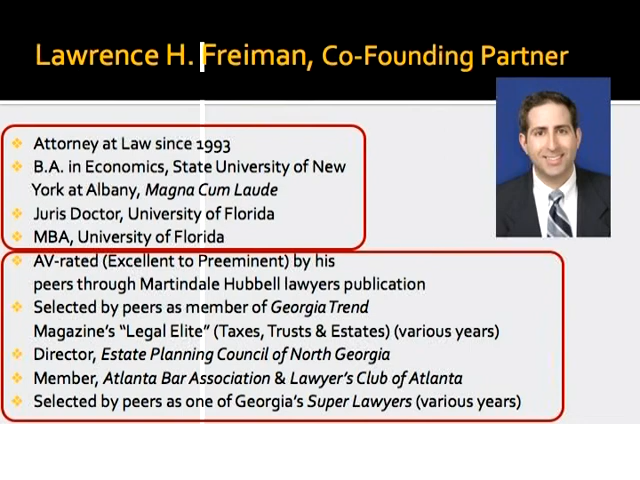 Lawrence H. Freiman, Co-Founding Partner
Attorney at Law since 1993
B.A. in Economics, State University of New
York at Albany, Magna Cum Laude
Juris Doctor, University of Florida
MBA, University of Florida
AV-rated (Excellent to Preeminent) by his
peers through Martindale Hubbell lawyers publication
Selected by peers as member of Georgia Trend
Magazine's "Legal Elite" (Taxes, Trusts & Estates) (various years)
Director, Estate Planning Council of North Georgia
Member, Atlanta Bar Association & Lawyer's Club of Atlanta
Selected by peers as one of Georgia's Super Lawyers (various years)